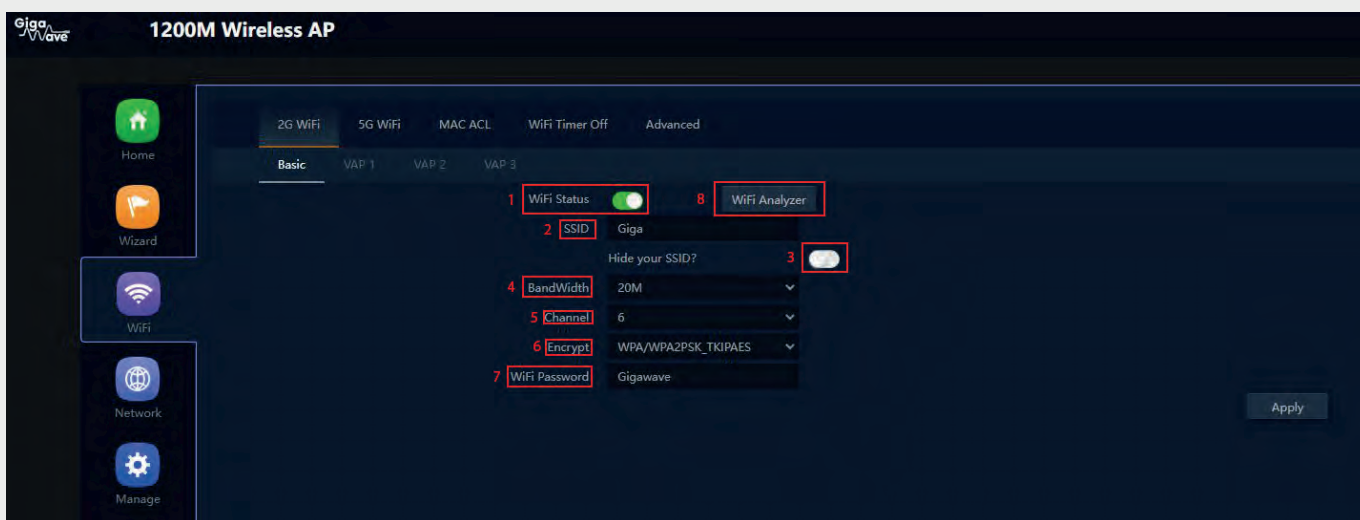 Giga
Wave
1200M Wireless AP
Home
Wizard
WiFi
Network
Manage
2G WiFi 5G WiFi MAC ACL WiFi Timer Off Advanced
Basic VAP 1 VAP 2 VAP 3
1 WiFi Status 8 WiFi Analyzer
2 SSID Giga
Hide your SSID? 3
4 BandWidth 20M
5 Channel 6
6 Encrypt WPA/WPA2PSK_TKIPAES
7 WiFi Password Gigawave
Apply